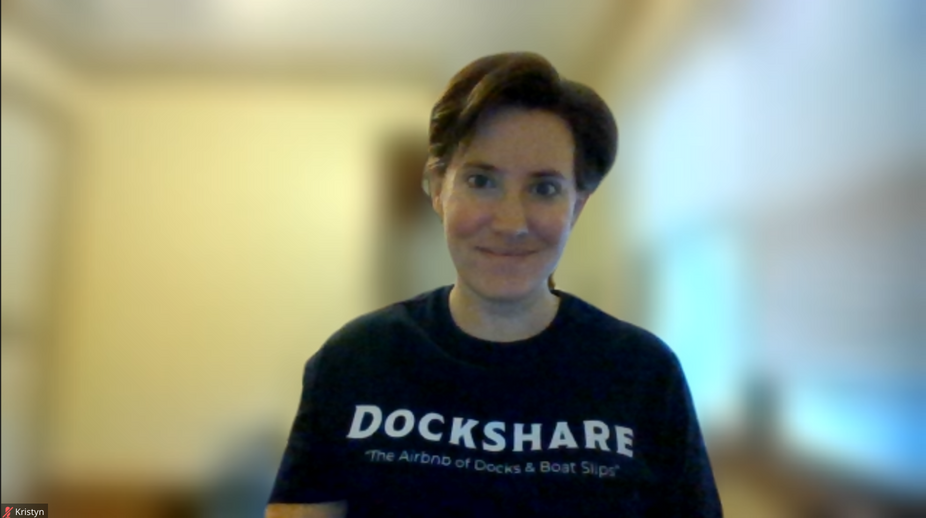 DOCKSHARE
"The Airbnb of Docks & Boat Slips"
Kristyn